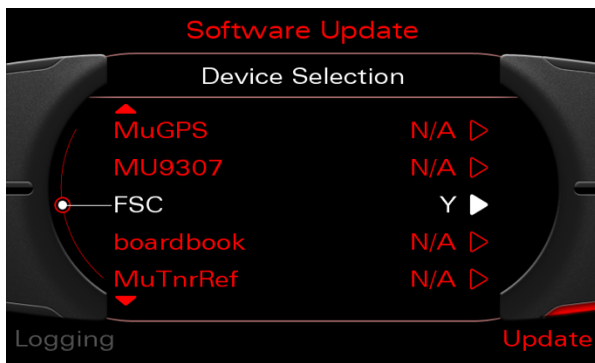 Software Update
Device Selection
MuGPS N/A
MU9307 N/A
FSC Y
boardbook N/A
MuTnrRef N/A
Logging Update